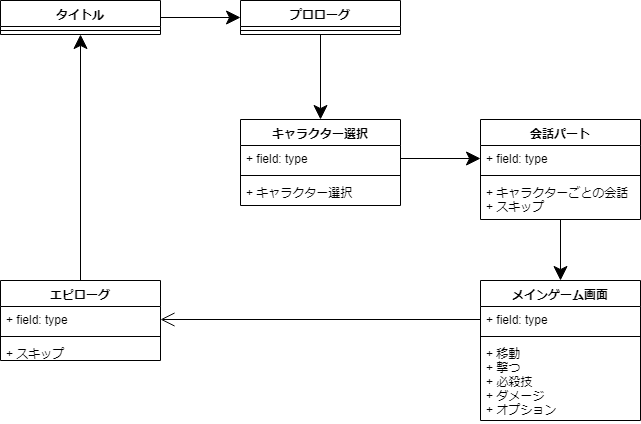 タイトル
プロローグ
キャラクター選択
+ field: type
+ キャラクター選択
会話パート
+ field: type
+ キャラクターごとの会話
+ スキップ
エピローグ
+ field: type
+ スキップ
メインゲーム画面
+ field: type
+ 移動
+ 撃つ
+ 必殺技
+ ダメージ
+ オプション